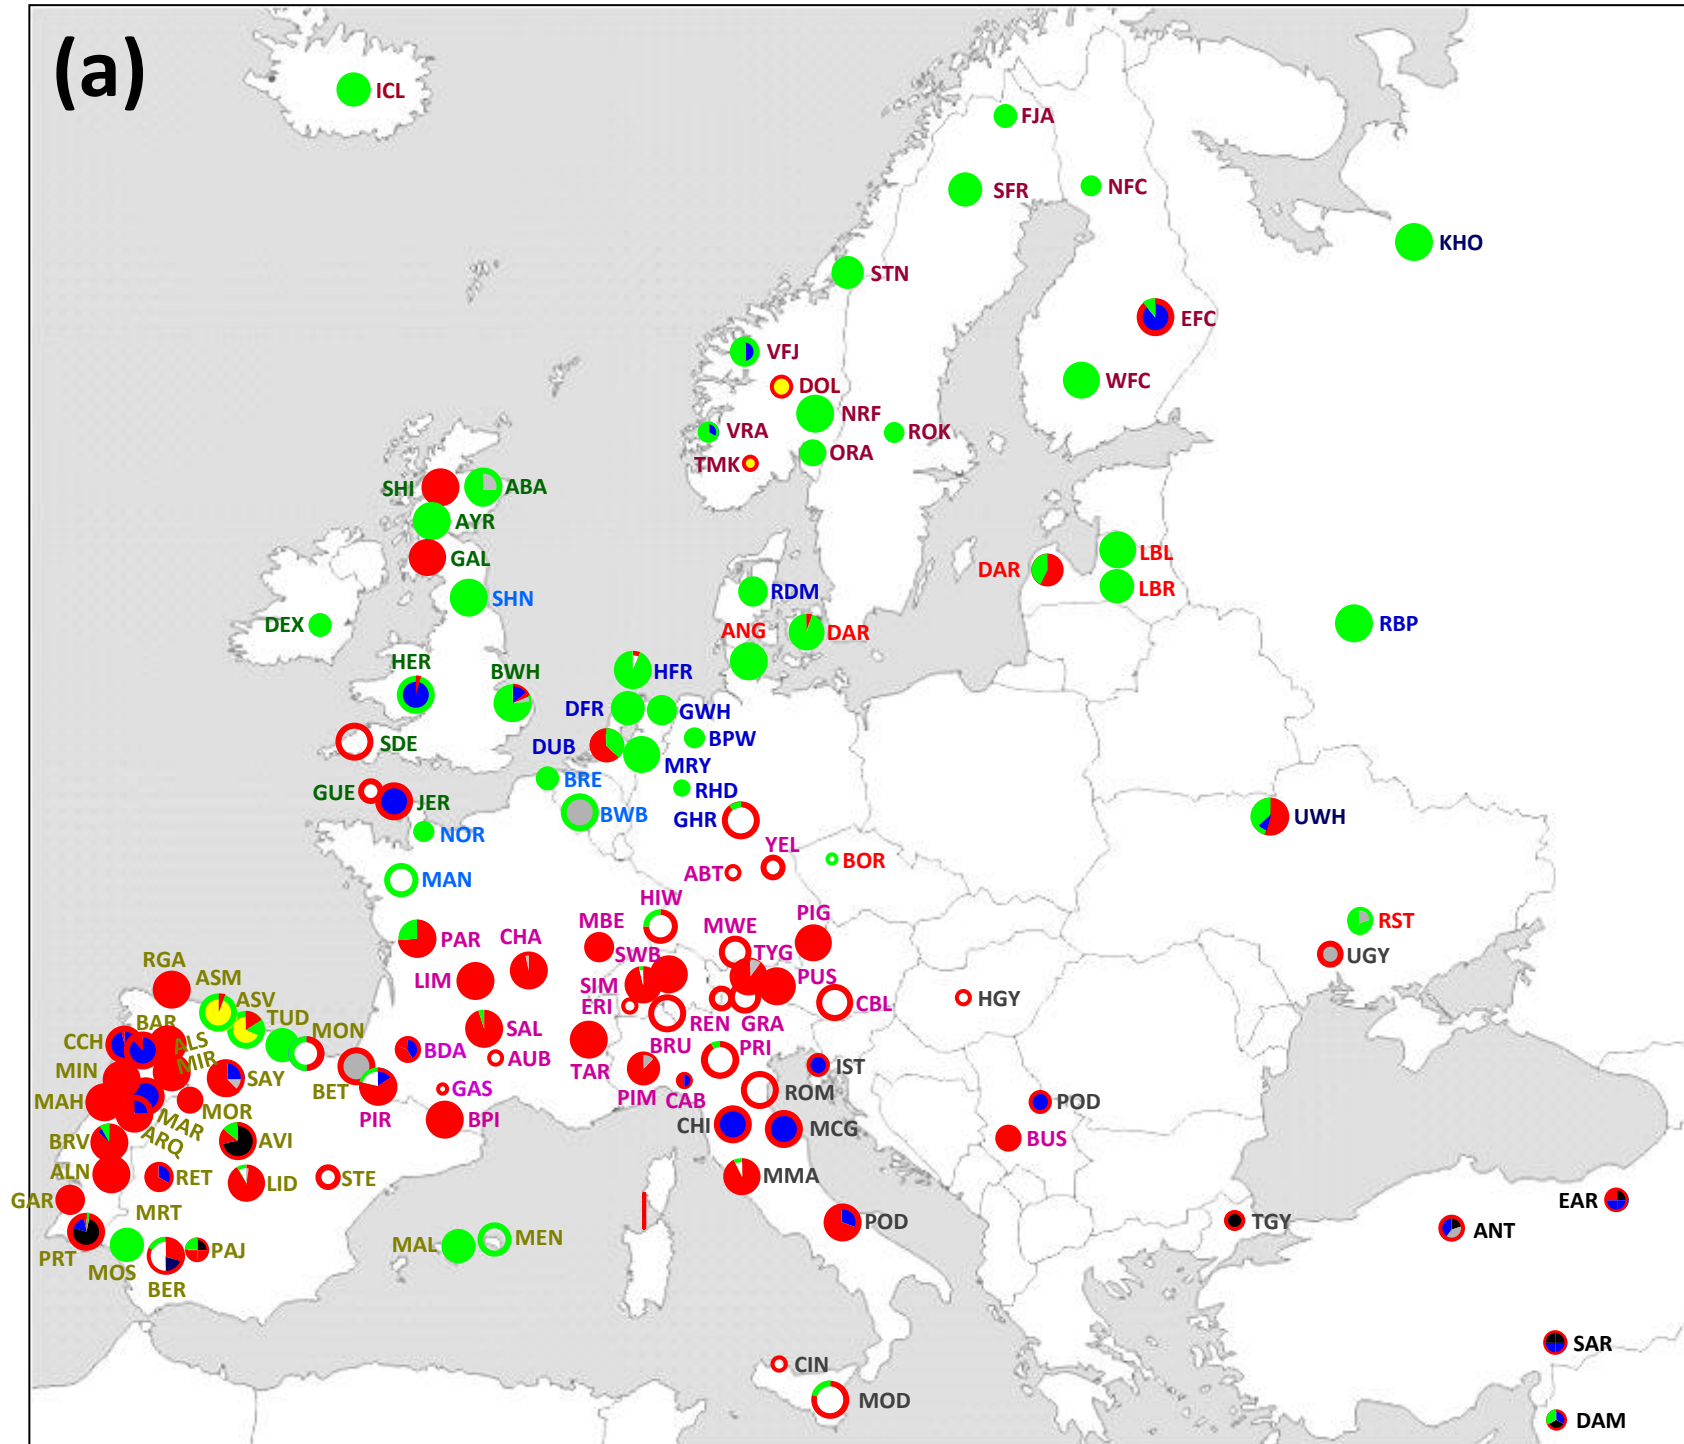 (a)
ICL
FJA
SFR
NFC
KHO
STN
EFC
VFJ
WFC
DOL
NRF
VRA
ROK
ORA
TMK
SHI
ABA
AYR
GAL
LBL
DAR
LBR
RDM
SHN
DEX
RBP
ANG
DAR
HER
BWH
HFR
DFR
GWH
BPW
SDE
DUB
MRY
BRE
RHD
GUE
JER
BWB
GHR
UWH
NOR
YEL
BOR
ABT
MAN
HIW
PIG
MBE
MWE
RST
PAR
CHA
SWB
TYG
UGY
RGA
ASM
LIM
SIM
PUS
ASV
ERI
CBL
HGY
TUD
BAR
MON
REN
GRA
SAL
CCH
ALS
BDA
BRU
PRI
MIR
AUB
IST
MIN
SAY
BET
TAR
GAS
PIM
CAB
ROM
POD
MAH
MOR
PIR
BPI
CHI
MCG
MAR
BUS
BRV
ARQ
AVI
ALN
RET
LID
STE
MMA
GAR
EAR
MRT
POD
TGY
ANT
MAL
MEN
PRT
MOS
PAJ
BER
SAR
CIN
MOD
DAM